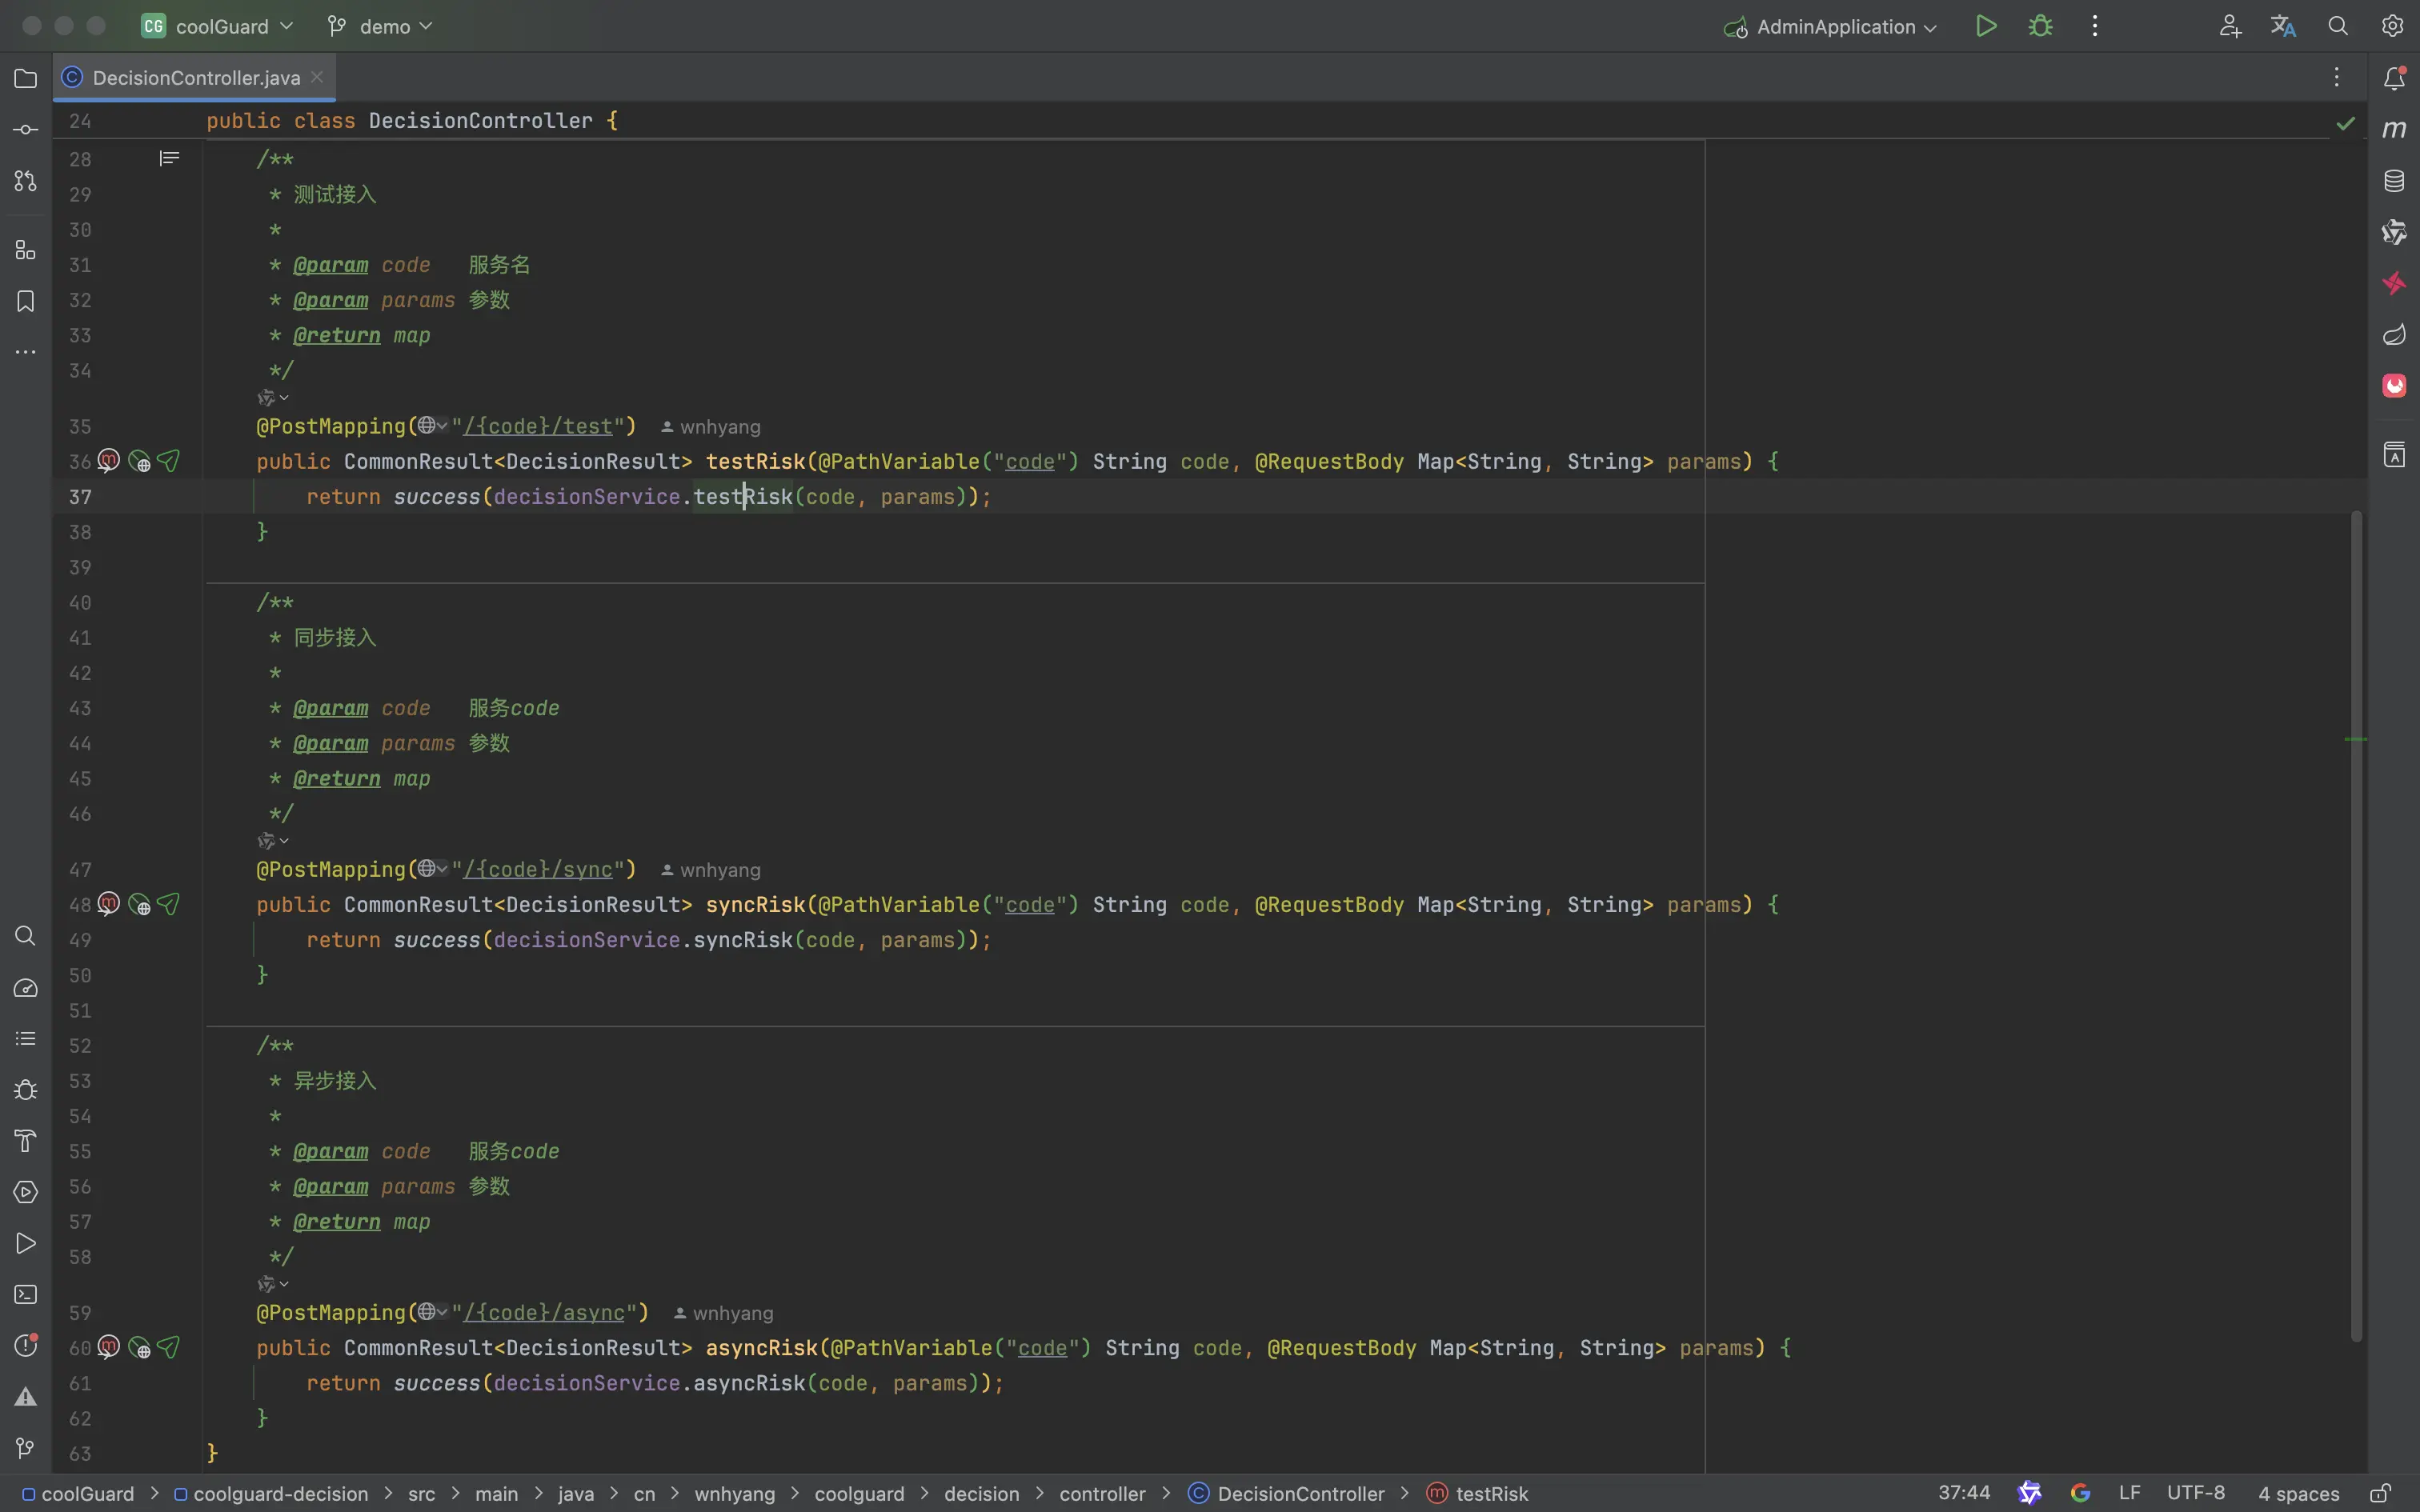 CG coolGuard demo AdminApplication
DecisionController.java
24 public class DecisionController {
28 /**
29 * 测试接入
30 *
31 * @param code 服务名
32 * @param params 参数
33 * @return map
34 */
35 @PostMapping("/{code}/test") wnhyang
36 public CommonResult<DecisionResult> testRisk(@PathVariable("code") String code, @RequestBody Map<String, String> params) {
37 return success(decisionService.testRisk(code, params));
38 }
39
40 /**
41 * 同步接入
42 *
43 * @param code 服务code
44 * @param params 参数
45 * @return map
46 */
47 @PostMapping("/{code}/sync") wnhyang
48 public CommonResult<DecisionResult> syncRisk(@PathVariable("code") String code, @RequestBody Map<String, String> params) {
49 return success(decisionService.syncRisk(code, params));
50 }
51
52 /**
53 * 异步接入
54 *
55 * @param code 服务code
56 * @param params 参数
57 * @return map
58 */
59 @PostMapping("/{code}/async") wnhyang
60 public CommonResult<DecisionResult> asyncRisk(@PathVariable("code") String code, @RequestBody Map<String, String> params) {
61 return success(decisionService.asyncRisk(code, params));
62 }
63 }
coolGuard > coolguard-decision > src > main > java > cn > wnhyang > coolguard > decision > controller > DecisionController > testRisk 37:44 LF UTF-8 4 spaces